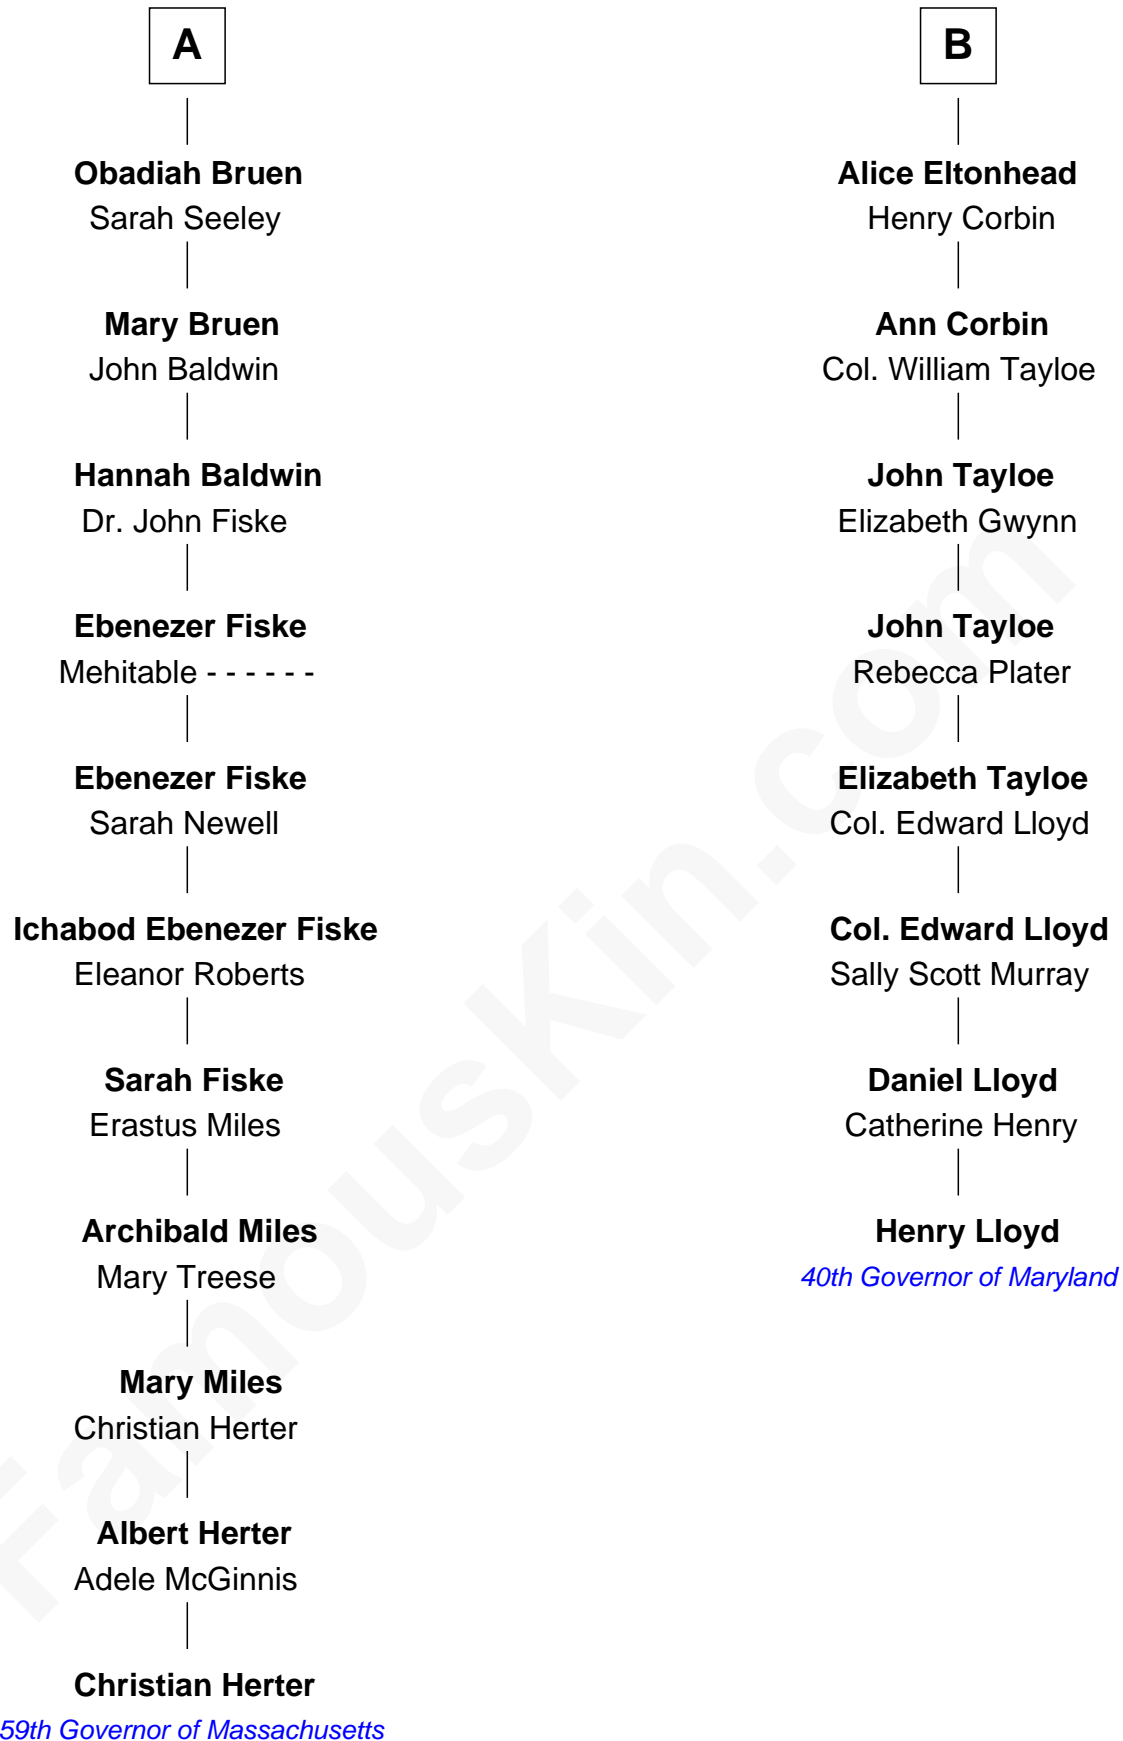 A
Obadiah Bruen
Sarah Seeley
Mary Bruen
John Baldwin
Hannah Baldwin
Dr. John Fiske
Ebenezer Fiske
Mehitable - - - - - -
Ebenezer Fiske
Sarah Newell
Ichabod Ebenezer Fiske
Eleanor Roberts
Sarah Fiske
Erastus Miles
Archibald Miles
Mary Treese
Mary Miles
Christian Herter
Albert Herter
Adele McGinnis
Christian Herter
59th Governor of Massachusetts
B
Alice Eltonhead
Henry Corbin
Ann Corbin
Col. William Tayloe
John Tayloe
Elizabeth Gwynn
John Tayloe
Rebecca Plater
Elizabeth Tayloe
Col. Edward Lloyd
Col. Edward Lloyd
Sally Scott Murray
Daniel Lloyd
Catherine Henry
Henry Lloyd
40th Governor of Maryland
FamousKin.com